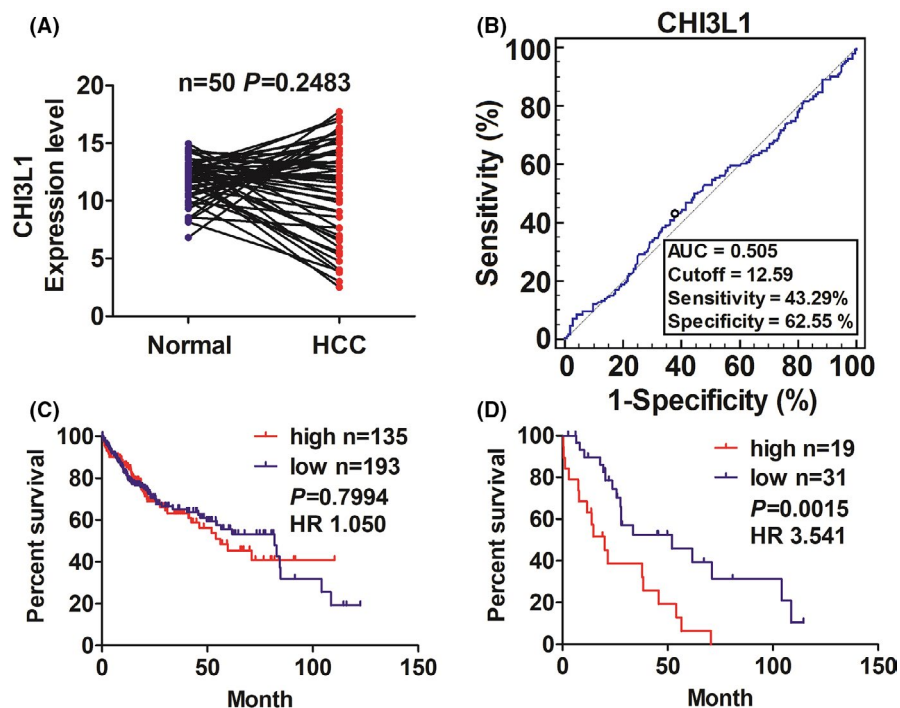 (A)
n=50 P=0.2483
CHI3L1
Expression level
20
15
10
5
0
Normal
HCC
(B)
CHI3L1
Sensitivity (%)
100
80
60
40
20
0
AUC = 0.505
Cutoff = 12.59
Sensitivity = 43.29%
Specificity = 62.55 %
0 20 40 60 80 100
1-Specificity (%)
(C)
Percent survival
100
80
60
40
20
0
high n=135
low n=193
P=0.7994
HR 1.050
0 50 100 150
Month
(D)
Percent survival
100
80
60
40
20
0
high n=19
low n=31
P=0.0015
HR 3.541
0 50 100 150
Month